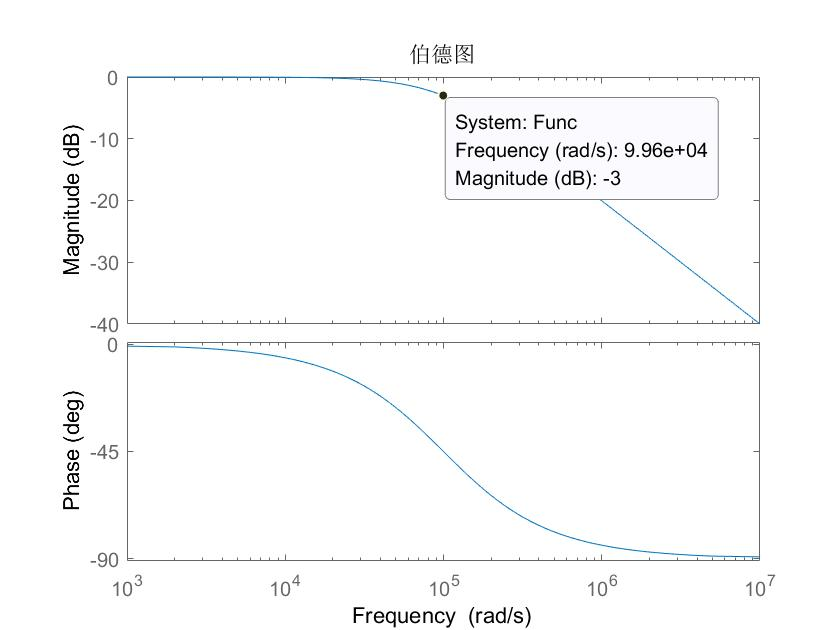 伯德图
0
-10
-20
-30
-40
Magnitude (dB)
System: Func
Frequency (rad/s): 9.96e+04
Magnitude (dB): -3
0
-45
-90
Phase (deg)
10^3 10^4 10^5 10^6 10^7
Frequency (rad/s)